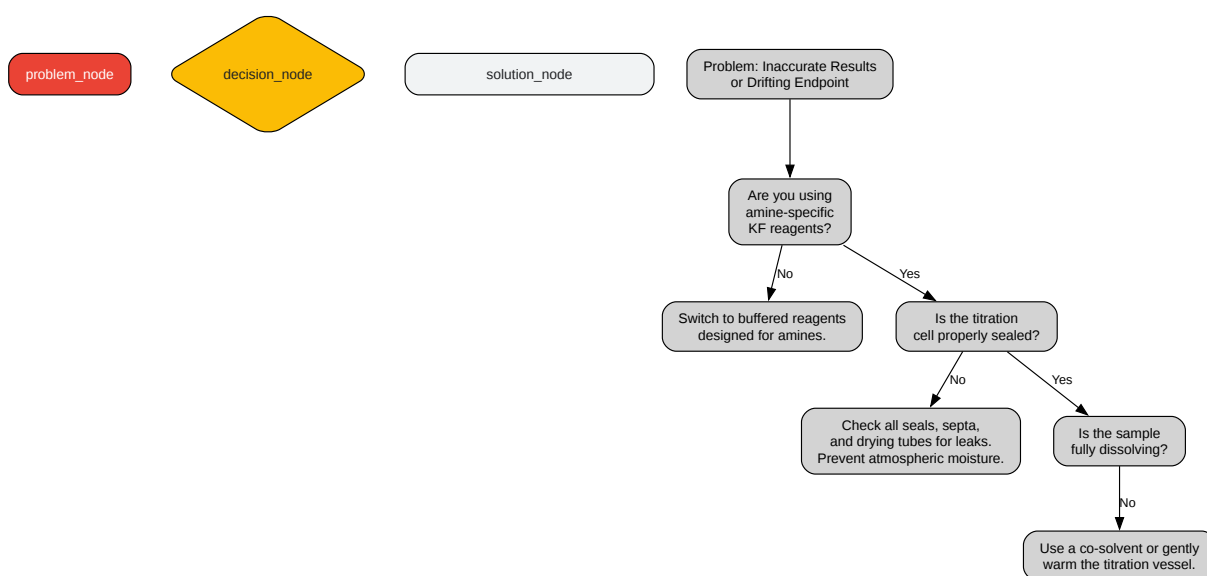 problem_node
decision_node
solution_node
Problem: Inaccurate Results
or Drifting Endpoint
Are you using
amine-specific
KF reagents?
No
Yes
Switch to buffered reagents
designed for amines.
Is the titration
cell properly sealed?
No
Yes
Check all seals, septa,
and drying tubes for leaks.
Prevent atmospheric moisture.
Is the sample
fully dissolving?
No
Use a co-solvent or gently
warm the titration vessel.